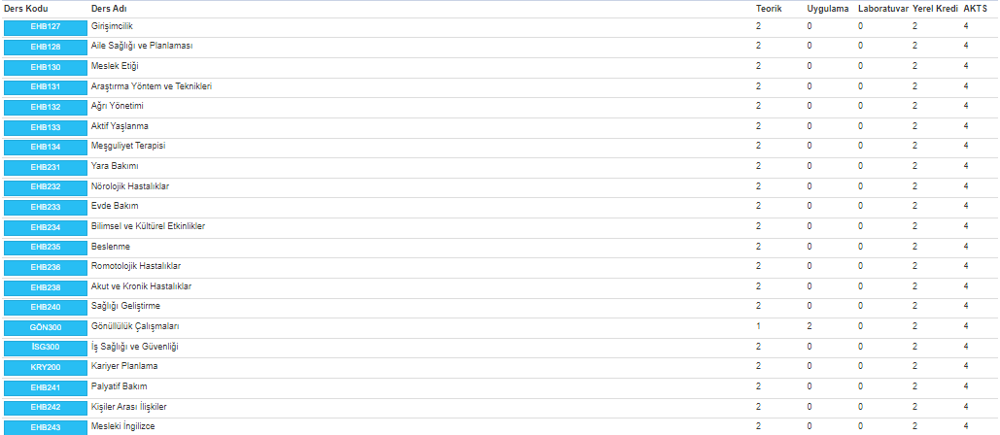 Ders Kodu Ders Adı Teorik Uygulama Laboratuvar Yerel Kredi AKTS
EHB127 Girişimcilik 2 0 0 2 4
EHB128 Aile Sağlığı ve Planlaması 2 0 0 2 4
EHB130 Meslek Etiği 2 0 0 2 4
EHB131 Araştırma Yöntem ve Teknikleri 2 0 0 2 4
EHB132 Ağrı Yönetimi 2 0 0 2 4
EHB133 Aktif Yaşlanma 2 0 0 2 4
EHB134 Meşguliyet Terapisi 2 0 0 2 4
EHB231 Yara Bakımı 2 0 0 2 4
EHB232 Nörolojik Hastalıklar 2 0 0 2 4
EHB233 Evde Bakım 2 0 0 2 4
EHB234 Bilimsel ve Kültürel Etkinlikler 2 0 0 2 4
EHB235 Beslenme 2 0 0 2 4
EHB236 Romotolojik Hastalıklar 2 0 0 2 4
EHB238 Akut ve Kronik Hastalıklar 2 0 0 2 4
EHB240 Sağlığı Geliştirme 2 0 0 2 4
GÖN300 Gönüllülük Çalışmaları 1 2 0 2 4
İSG300 İş Sağlığı ve Güvenliği 2 0 0 2 4
KRY200 Kariyer Planlama 2 0 0 2 4
EHB241 Palyatif Bakım 2 0 0 2 4
EHB242 Kişiler Arası İlişkiler 2 0 0 2 4
EHB243 Mesleki İngilizce 2 0 0 2 4